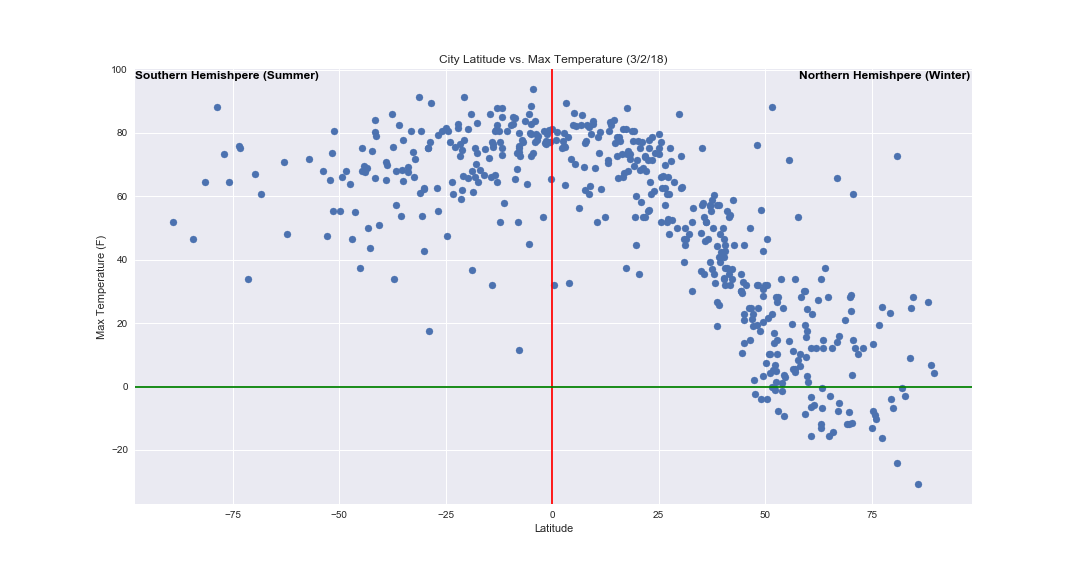 City Latitude vs. Max Temperature (3/2/18)
Southern Hemishpere (Summer)
Northern Hemishpere (Winter)
Max Temperature (F)
100
80
60
40
20
0
−20
−75
−50
−25
0
25
50
75
Latitude